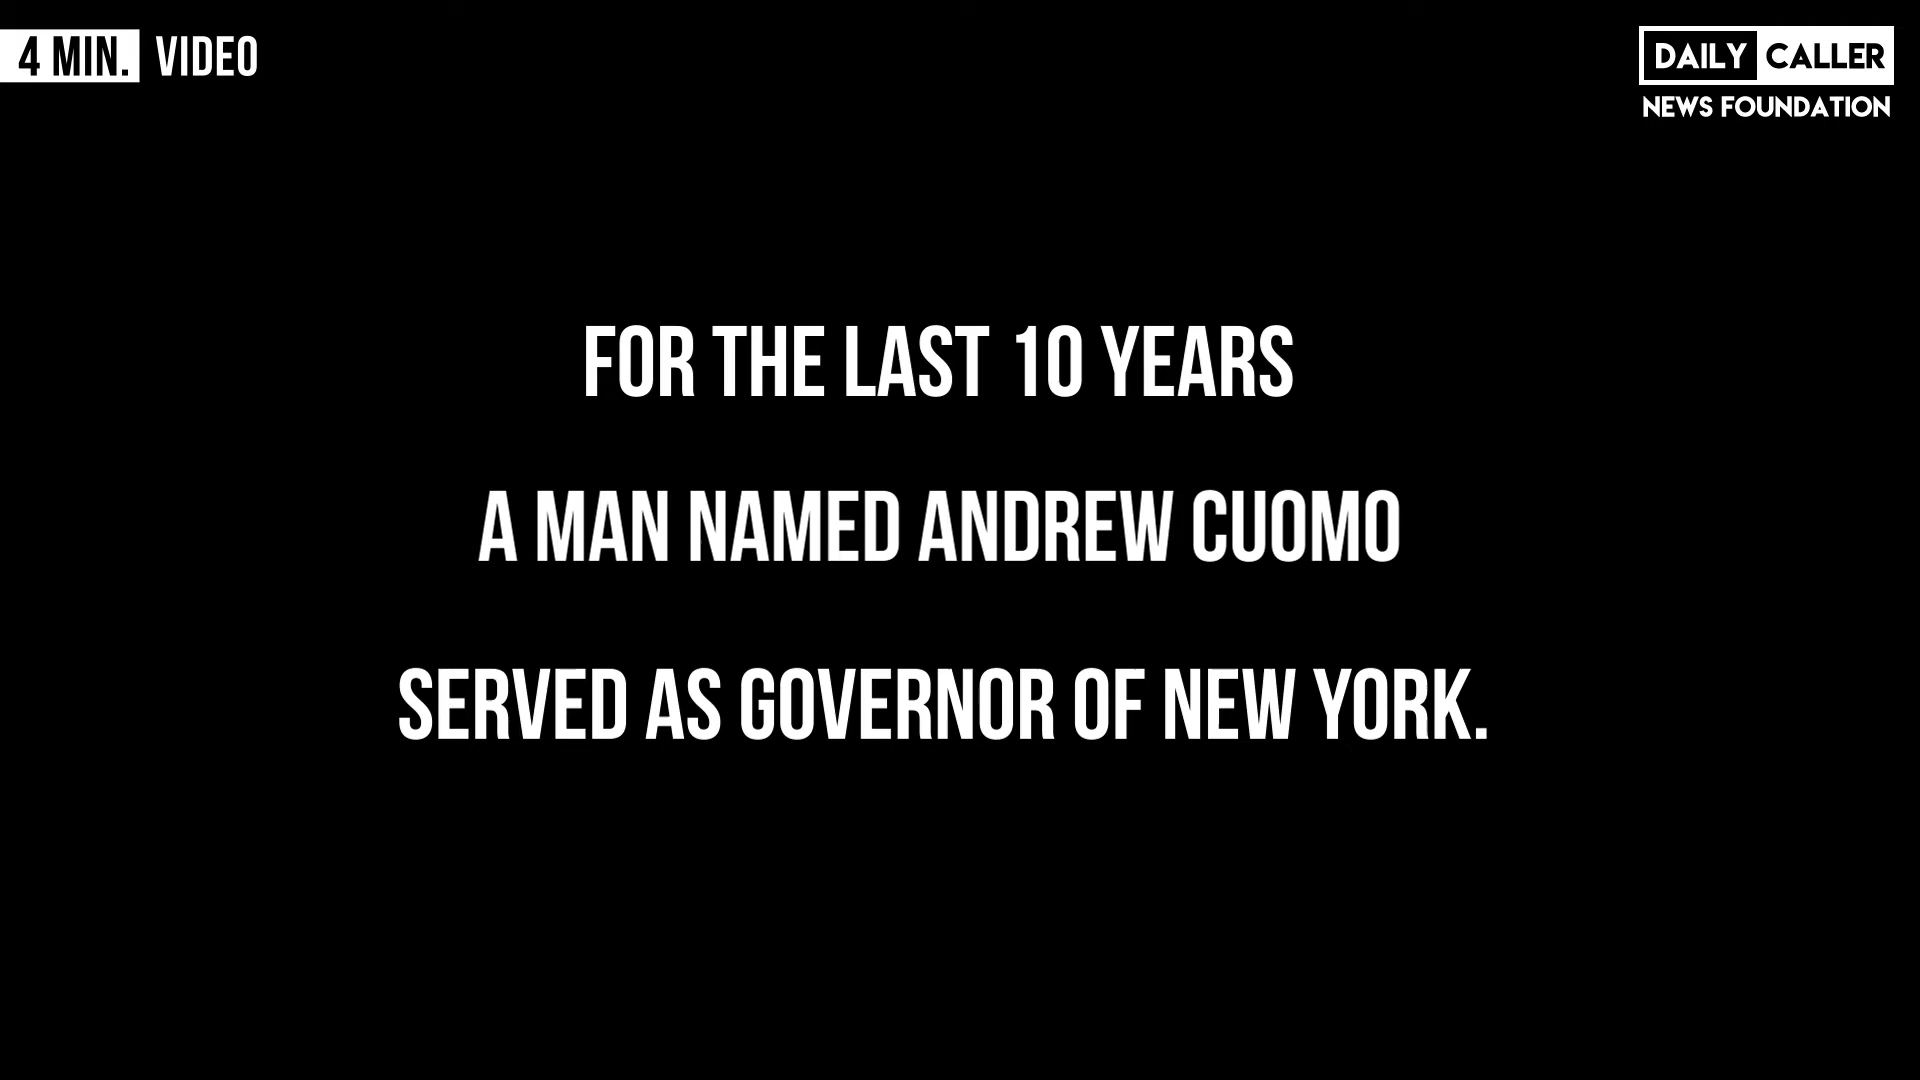 4 MIN. VIDEO
DAILY CALLER
NEWS FOUNDATION
FOR THE LAST 10 YEARS
A MAN NAMED ANDREW CUOMO
SERVED AS GOVERNOR OF NEW YORK.